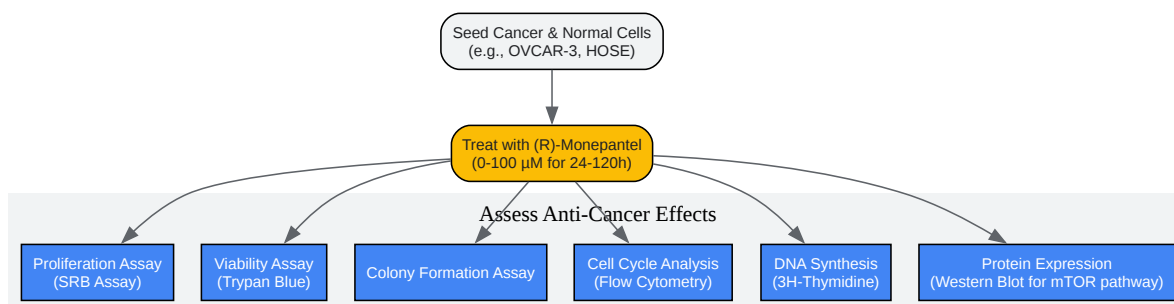 Seed Cancer & Normal Cells
(e.g., OVCAR-3, HOSE)
Treat with (R)-Monepantel
(0-100 µM for 24-120h)
Assess Anti-Cancer Effects
Proliferation Assay
(SRB Assay)
Viability Assay
(Trypan Blue)
Colony Formation Assay
Cell Cycle Analysis
(Flow Cytometry)
DNA Synthesis
(3H-Thymidine)
Protein Expression
(Western Blot for mTOR pathway)